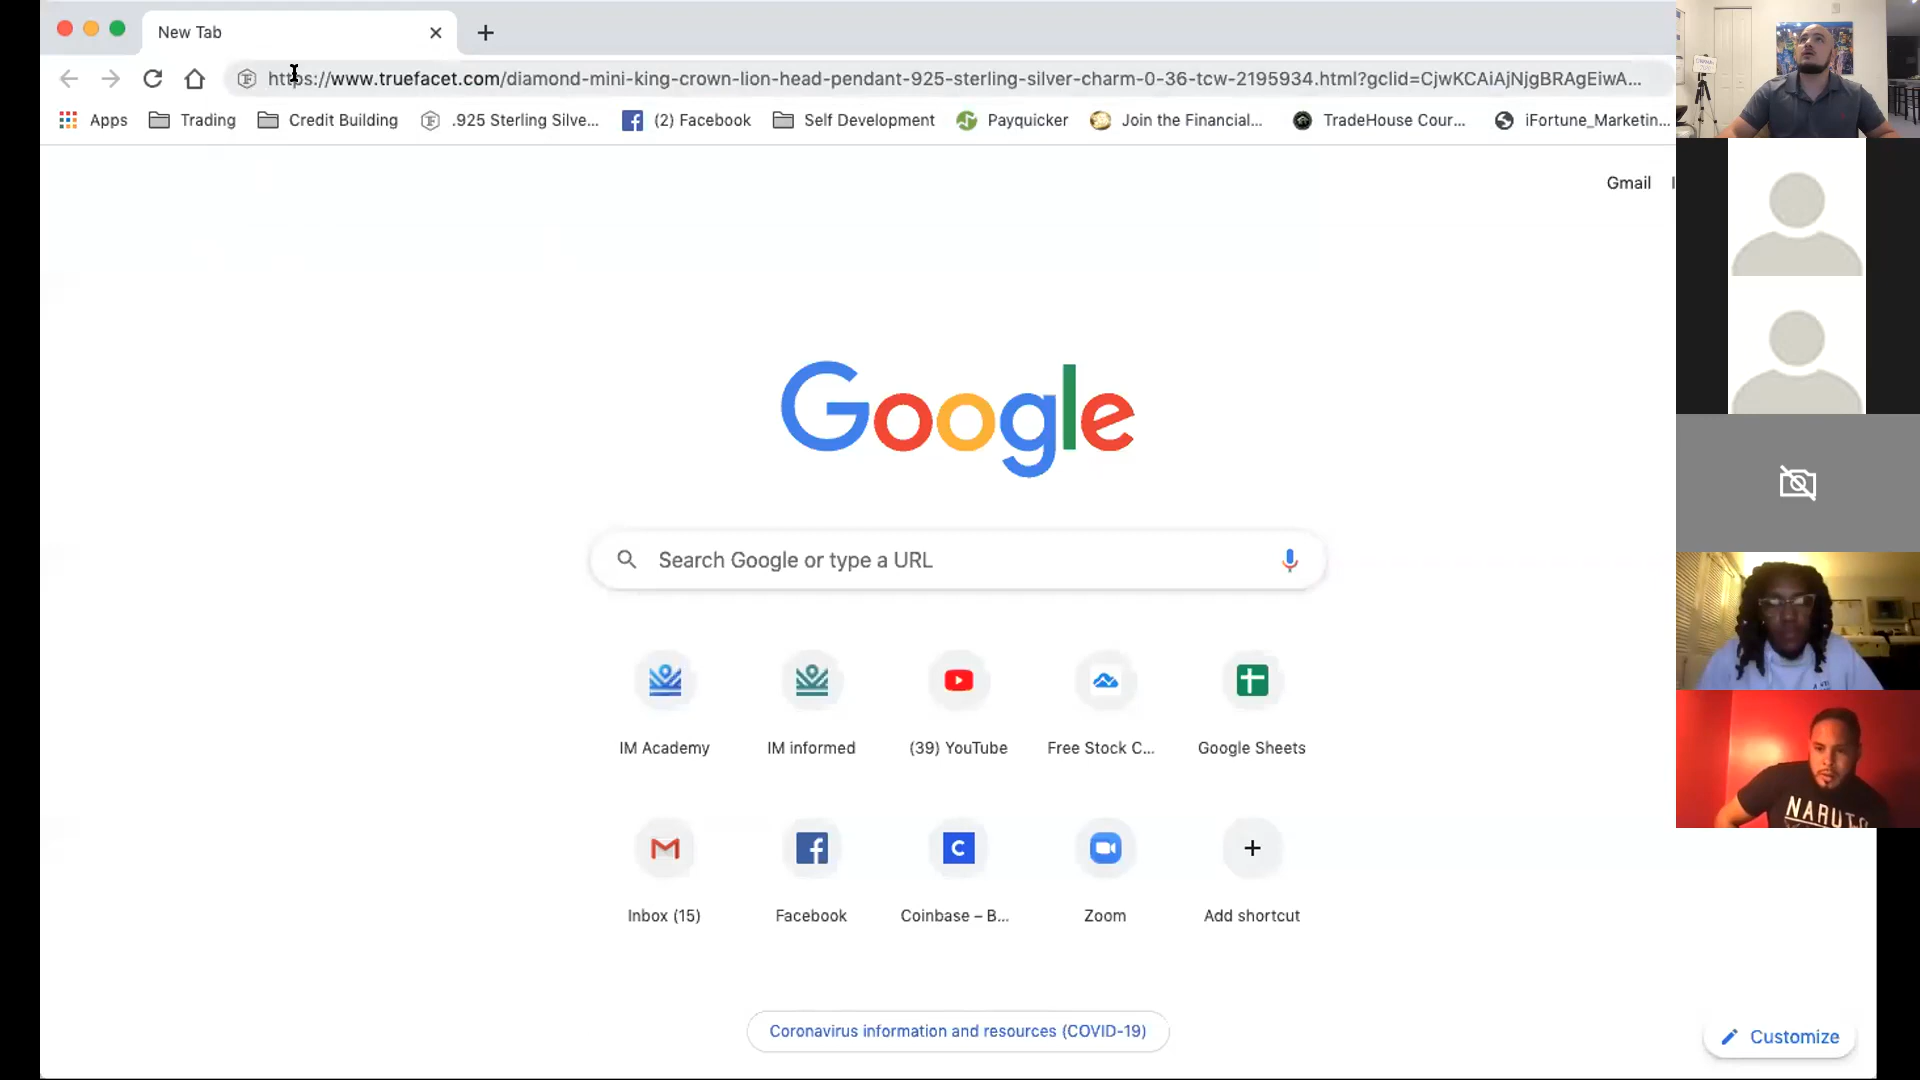 New Tab
https://www.truefacet.com/diamond-mini-king-crown-lion-head-pendant-925-sterling-silver-charm-0-36-tcw-2195934.html?gclid=CjwKCAiAjNjgBRAgEiwA...
Apps Trading Credit Building .925 Sterling Silve... (2) Facebook Self Development Payquicker Join the Financial... TradeHouse Cour... iFortune_Marketin...
Gmail
Google
Search Google or type a URL
IM Academy IM informed (39) YouTube Free Stock C... Google Sheets
Inbox (15) Facebook Coinbase – B... Zoom Add shortcut
Coronavirus information and resources (COVID-19)
Customize
NARUTO